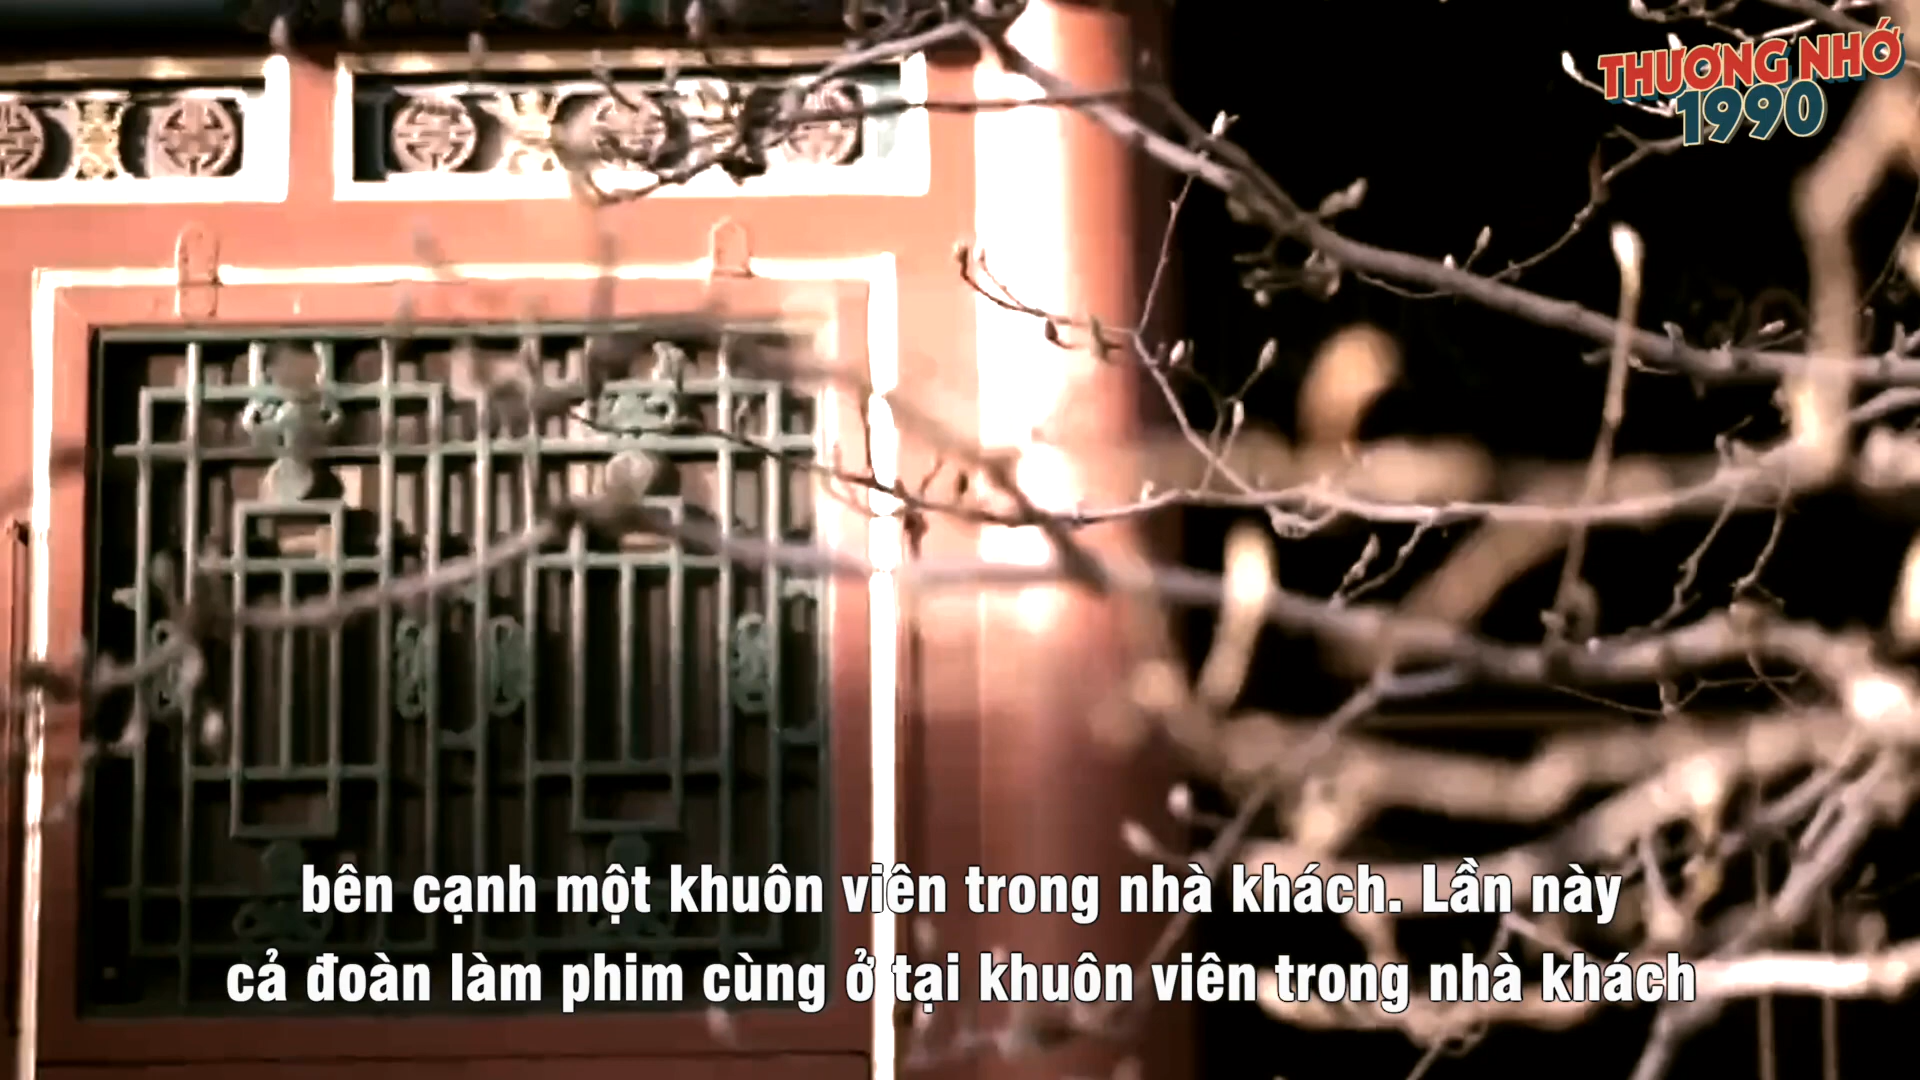 THƯƠNG NHỚ
1990
bên cạnh một khuôn viên trong nhà khách. Lần này
cả đoàn làm phim cùng ở tại khuôn viên trong nhà khách